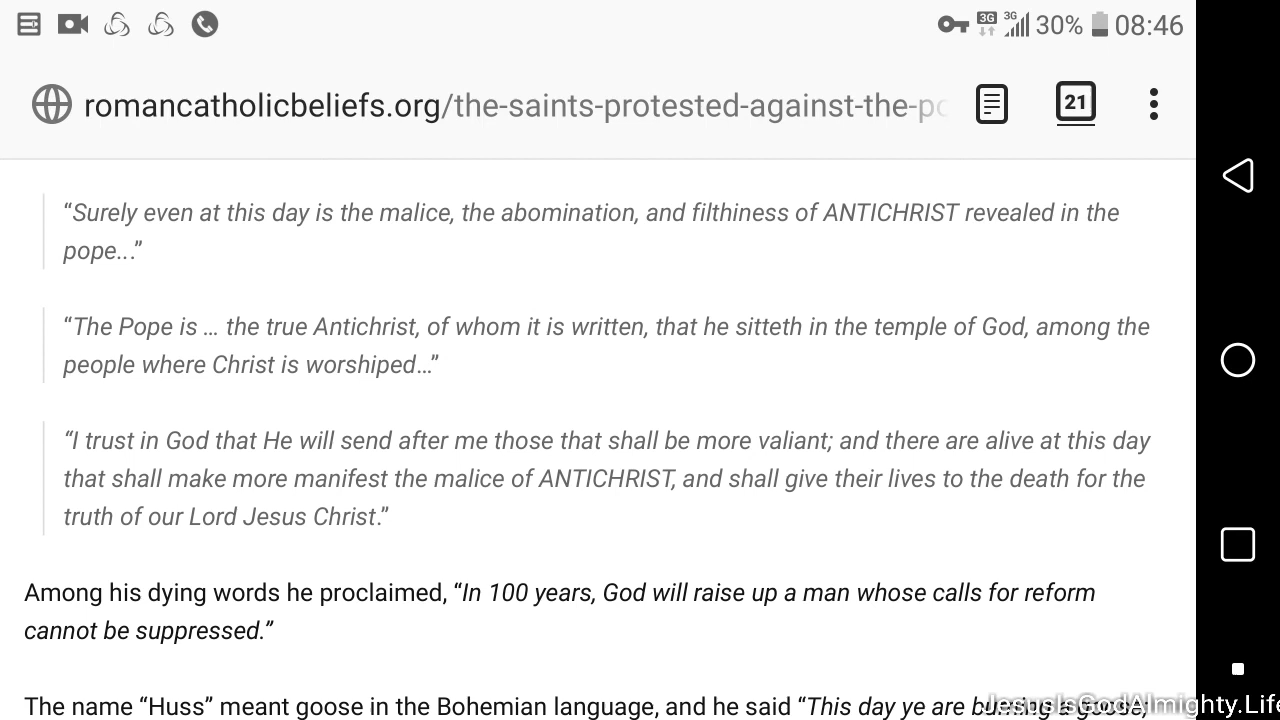 3G 3G 30% 08:46
romancatholicbeliefs.org/the-saints-protested-against-the-po
21
“Surely even at this day is the malice, the abomination, and filthiness of ANTICHRIST revealed in the
pope...”
“The Pope is … the true Antichrist, of whom it is written, that he sitteth in the temple of God, among the
people where Christ is worshiped…”
“I trust in God that He will send after me those that shall be more valiant; and there are alive at this day
that shall make more manifest the malice of ANTICHRIST, and shall give their lives to the death for the
truth of our Lord Jesus Christ.”
Among his dying words he proclaimed, “In 100 years, God will raise up a man whose calls for reform
cannot be suppressed.”
The name “Huss” meant goose in the Bohemian language, and he said “This day ye are burning a goose,
JesusIsGodAlmighty.Life